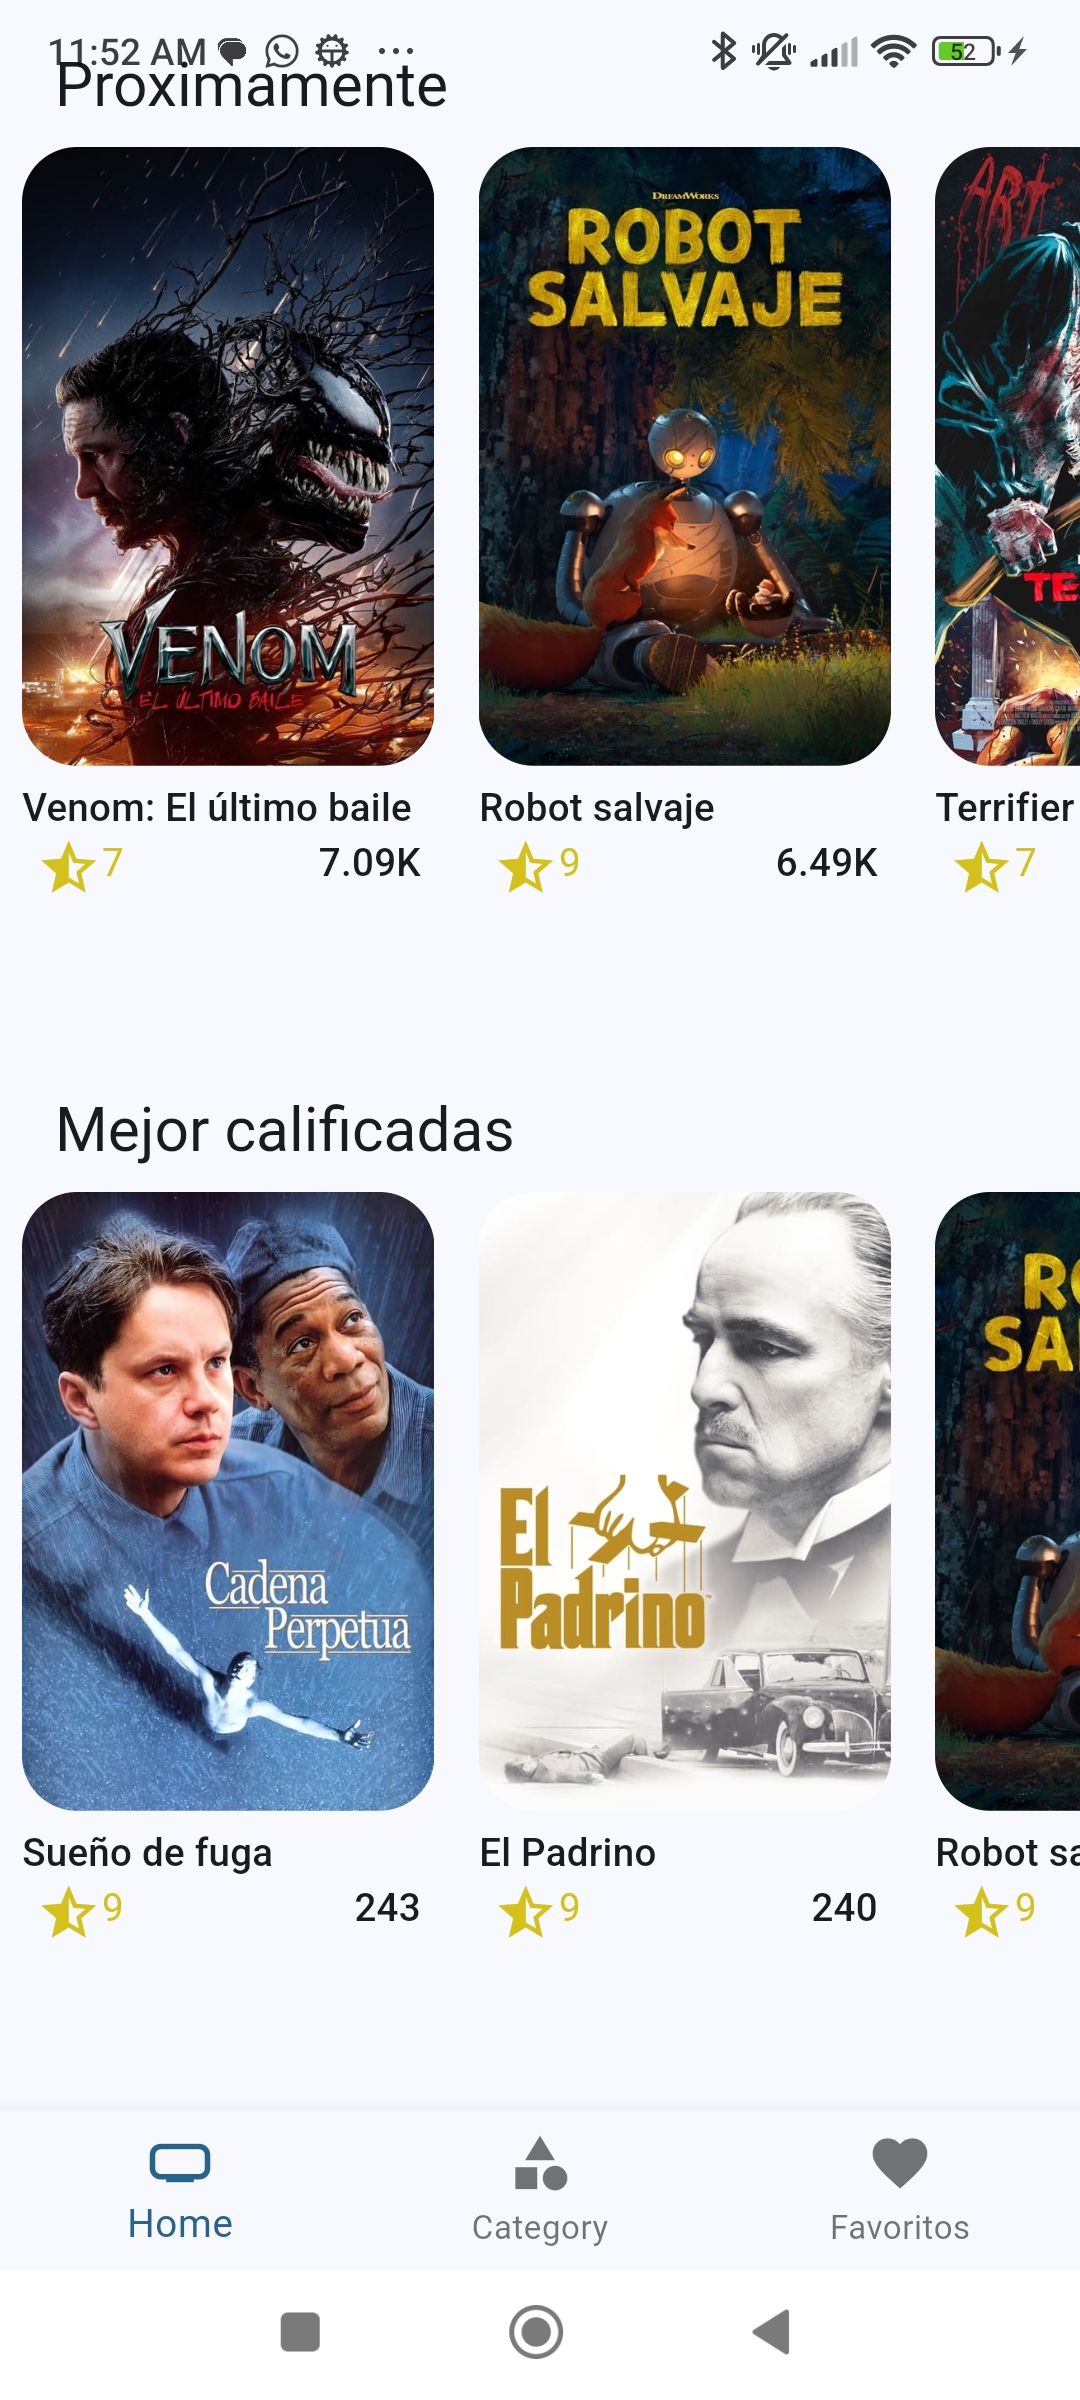 11:52 AM
52
Proximamente
ART
DREAMWORKS
ROBOT
SALVAJE
TE
VENOM
EL ÚLTIMO BAILE
Venom: El último baile
Robot salvaje
Terrifier
7
7.09K
9
6.49K
7
Mejor calificadas
RO
SA
Cadena
Perpetua
El
Padrino
Sueño de fuga
El Padrino
Robot sa
9
243
9
240
9
Home
Category
Favoritos